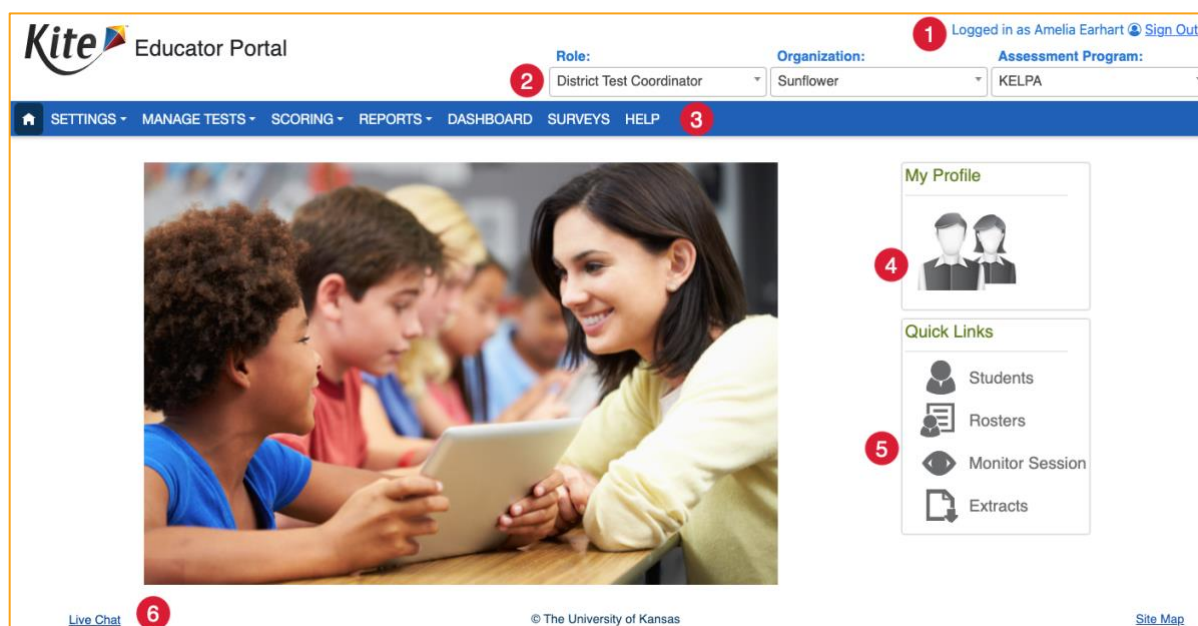 Kite Educator Portal
1 Logged in as Amelia Earhart Sign Out
Role: Organization: Assessment Program:
2 District Test Coordinator Sunflower KELPA
SETTINGS MANAGE TESTS SCORING REPORTS DASHBOARD SURVEYS HELP 3
My Profile
4
Quick Links
Students
Rosters
5
Monitor Session
Extracts
Live Chat 6 © The University of Kansas Site Map